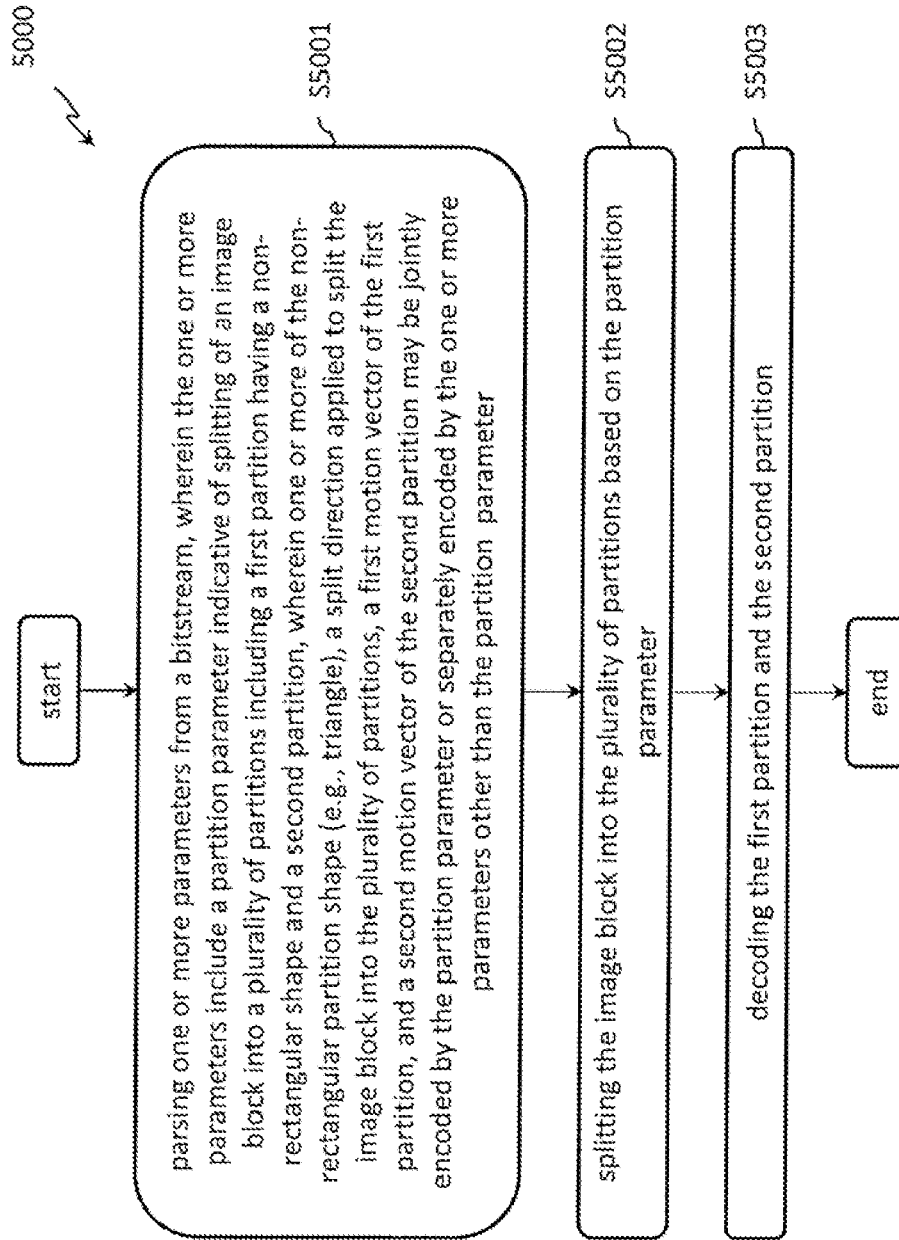 5000
start
parsing one or more parameters from a bitstream, wherein the one or more
parameters include a partition parameter indicative of splitting of an image
block into a plurality of partitions including a first partition having a non-
rectangular shape and a second partition, wherein one or more of the non-
rectangular partition shape (e.g., triangle), a split direction applied to split the
image block into the plurality of partitions, a first motion vector of the first
partition, and a second motion vector of the second partition may be jointly
encoded by the partition parameter or separately encoded by the one or more
parameters other than the partition parameter
S5001
splitting the image block into the plurality of partitions based on the partition
parameter
S5002
decoding the first partition and the second partition
S5003
end